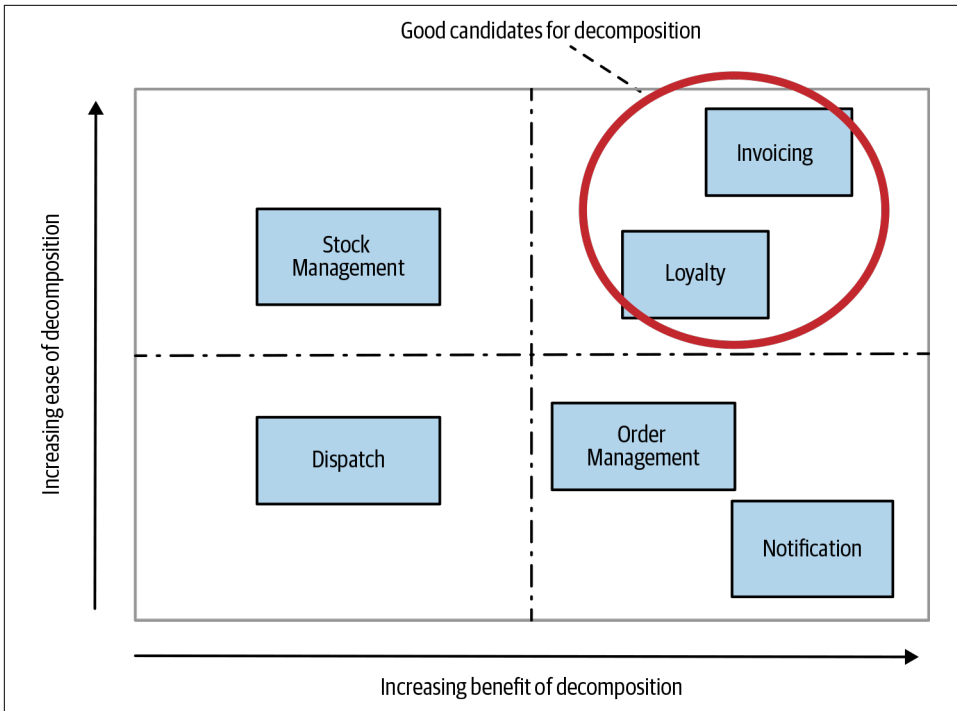 Good candidates for decomposition
Invoicing
Stock
Management
Loyalty
Increasing ease of decomposition
Order
Management
Dispatch
Notification
Increasing benefit of decomposition